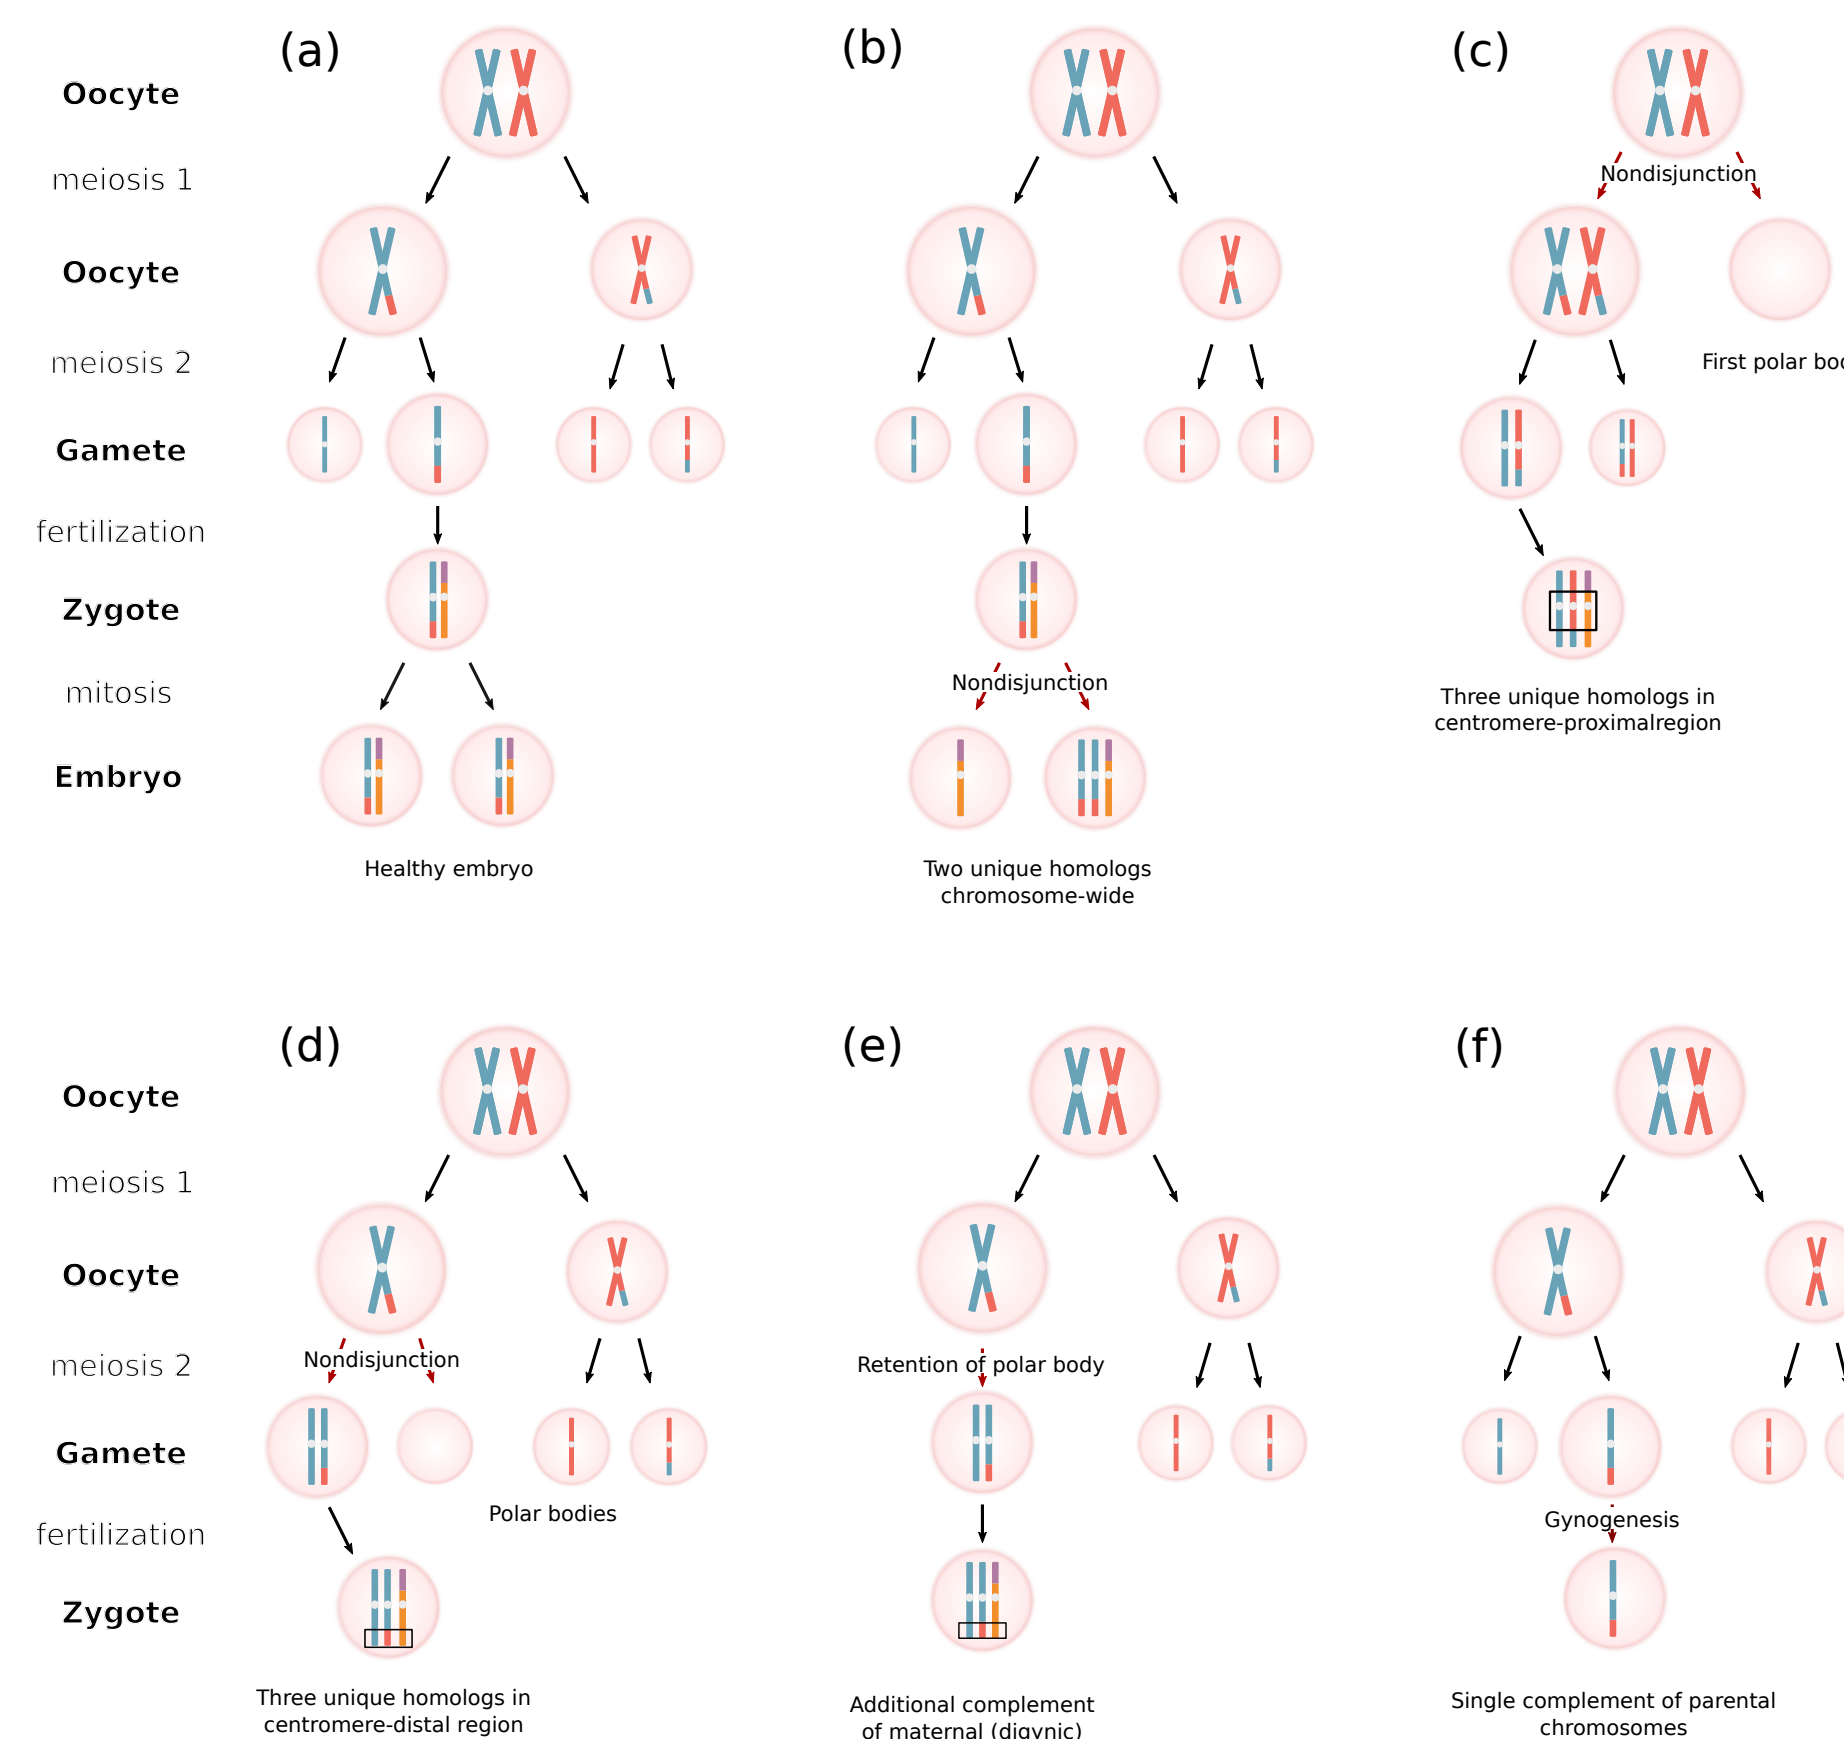 (a)
(b)
(c)
Oocyte
meiosis 1
Nondisjunction
Oocyte
meiosis 2
First polar
Gamete
fertilization
Zygote
mitosis
Nondisjunction
Three unique homologs in
centromere-proximalregion
Embryo
Healthy embryo
Two unique homologs
chromosome-wide
(d)
(e)
(f)
Oocyte
meiosis 1
Oocyte
meiosis 2
Nondisjunction
Retention of polar body
Gamete
Polar bodies
Gynogenesis
fertilization
Zygote
Three unique homologs in
centromere-distal region
Additional complement
of maternal (digynic)
Single complement of parental
chromosomes